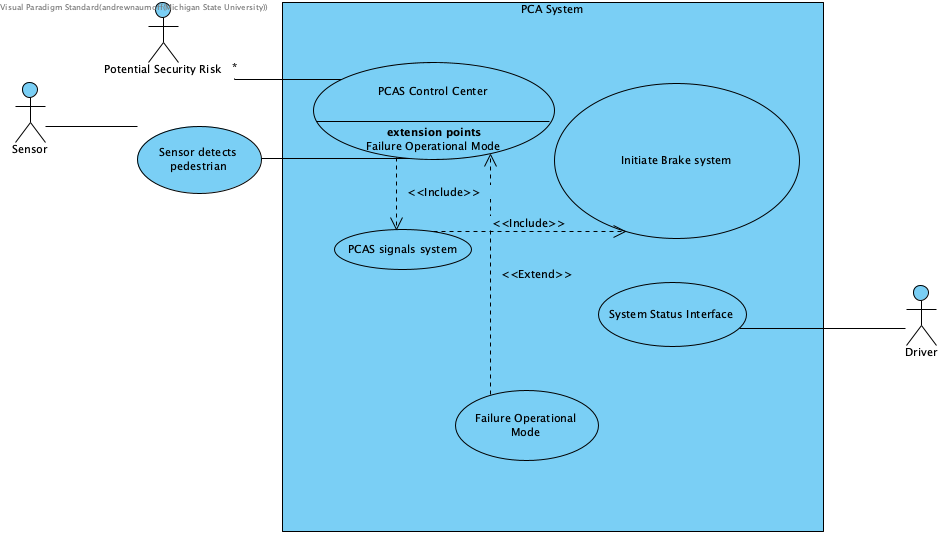 Visual Paradigm Standard(andrewnaumoff(Michigan State University))
PCA System
Potential Security Risk
*
PCAS Control Center
extension points
Failure Operational Mode
Sensor
Sensor detects
pedestrian
Initiate Brake system
<<Include>>
<<Include>>
PCAS signals system
<<Extend>>
System Status Interface
Driver
Failure Operational
Mode